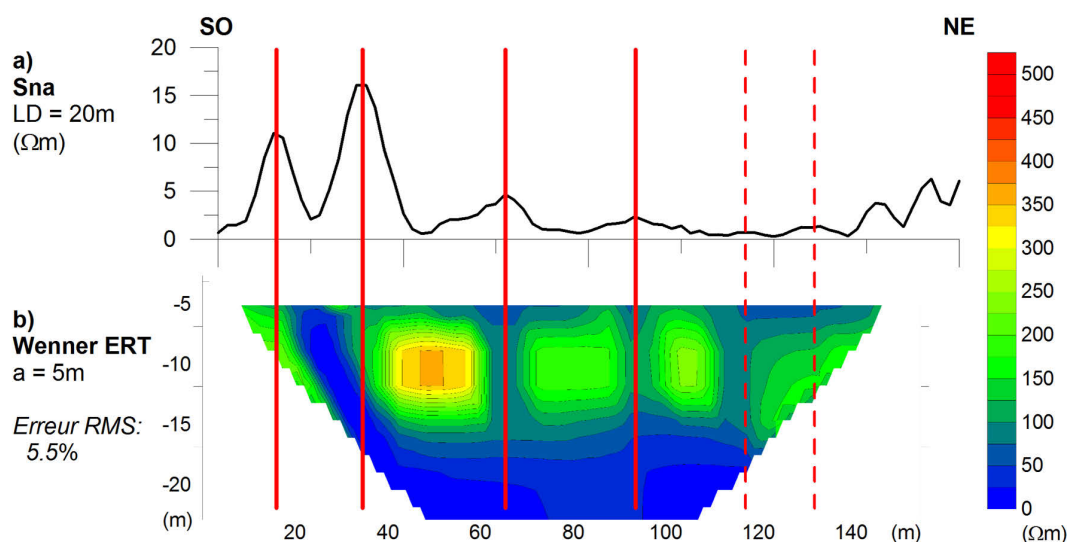 SO
NE
a)
Sna
LD = 20m
(Ωm)
20
15
10
5
0
b)
Wenner ERT
a = 5m
Erreur RMS:
5.5%
-5
-10
-15
-20
(m)
20 40 60 80 100 120 140 (m)
500
450
400
350
300
250
200
150
100
50
0
(Ωm)